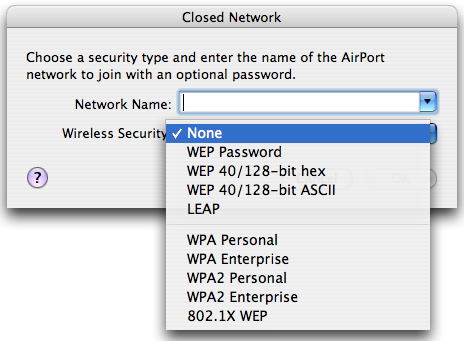 Closed Network
Choose a security type and enter the name of the AirPort
network to join with an optional password.
Network Name:
Wireless Security
✓ None
WEP Password
WEP 40/128-bit hex
WEP 40/128-bit ASCII
LEAP
WPA Personal
WPA Enterprise
WPA2 Personal
WPA2 Enterprise
802.1X WEP
?